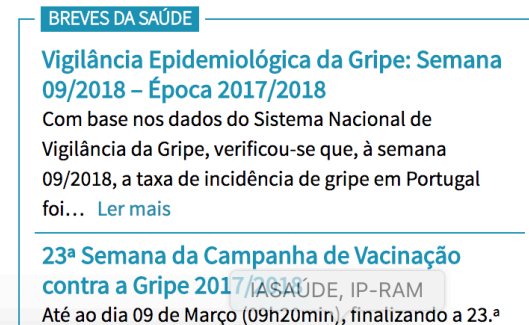 BREVES DA SAÚDE
Vigilância Epidemiológica da Gripe: Semana
09/2018 – Época 2017/2018
Com base nos dados do Sistema Nacional de
Vigilância da Gripe, verificou-se que, à semana
09/2018, a taxa de incidência de gripe em Portugal
foi… Ler mais
23ª Semana da Campanha de Vacinação
contra a Gripe 2017/2018
IASAÚDE, IP-RAM
Até ao dia 09 de Março (09h20min), finalizando a 23.ª